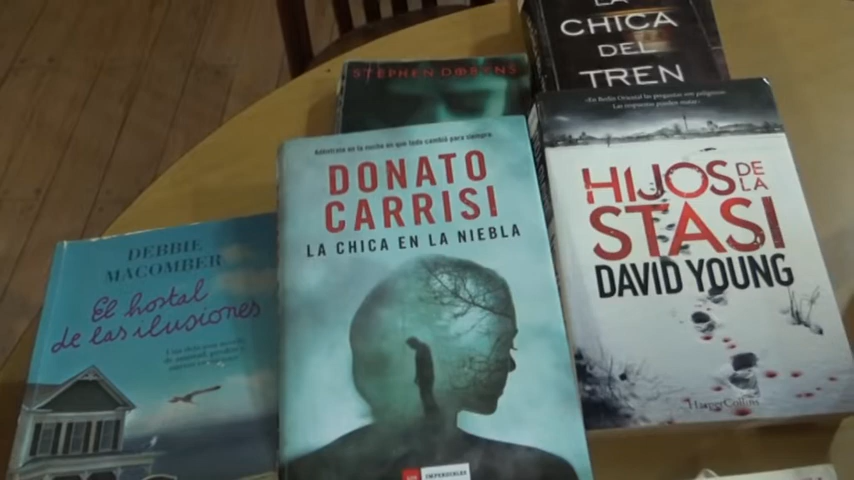 LA
CHICA
DEL
TREN
STEPHEN DOBYNS
«En Berlín Oriental las preguntas son peligrosas.
Las respuestas pueden matar»
HIJOS DE LA
STASI
DAVID YOUNG
HarperCollins
Adéntrate en la noche en que todo cambió para siempre
DONATO
CARRISI
LA CHICA EN LA NIEBLA
DEBBIE
MACOMBER
El hostal
de las ilusiones